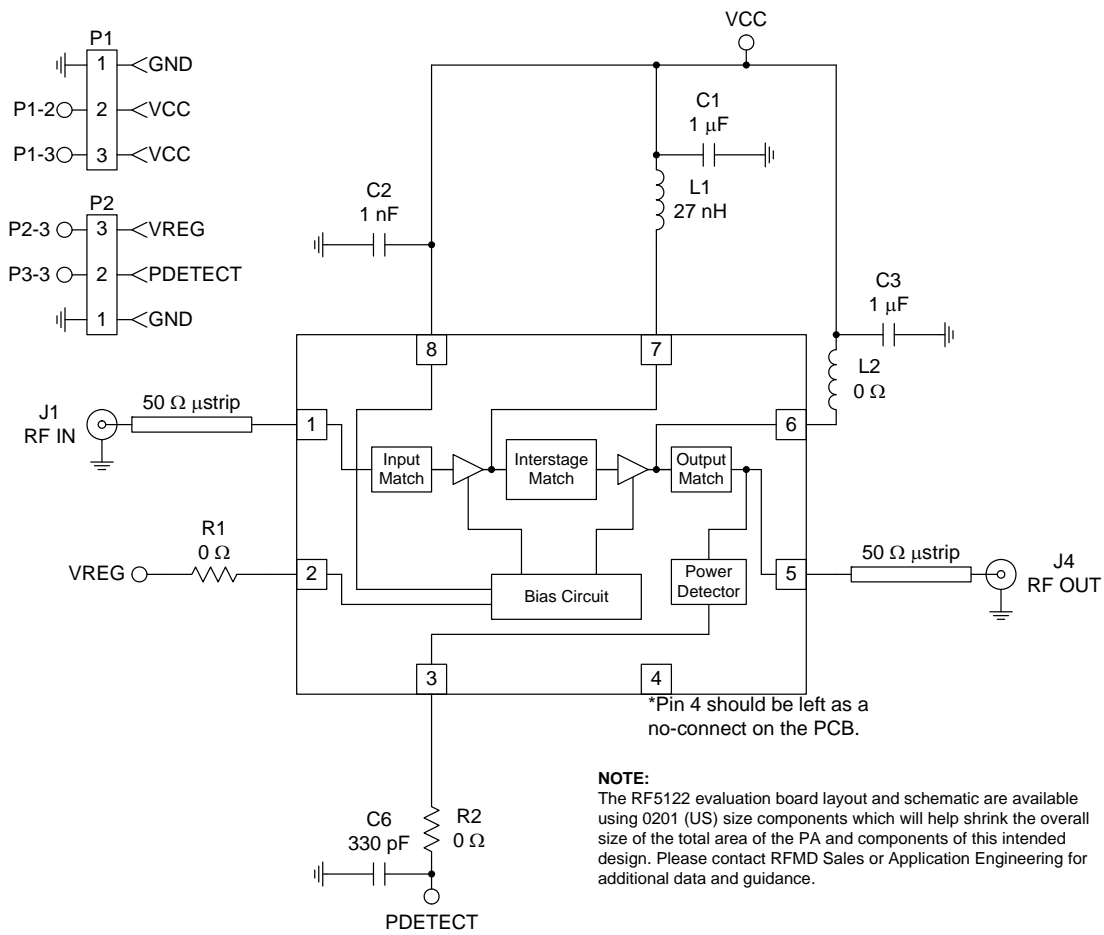 P1
1 GND
P1-2 2 VCC
P1-3 3 VCC
P2
P2-3 3 VREG
P3-3 2 PDETECT
1 GND
VCC
C1
1 μF
L1
27 nH
C2
1 nF
C3
1 μF
L2
0 Ω
8
7
J1
RF IN
50 Ω μstrip
1
6
Input
Match
Interstage
Match
Output
Match
R1
0 Ω
VREG
2
Bias Circuit
Power
Detector
5
50 Ω μstrip
J4
RF OUT
3
4
*Pin 4 should be left as a
no-connect on the PCB.
R2
0 Ω
C6
330 pF
PDETECT
NOTE:
The RF5122 evaluation board layout and schematic are available
using 0201 (US) size components which will help shrink the overall
size of the total area of the PA and components of this intended
design. Please contact RFMD Sales or Application Engineering for
additional data and guidance.